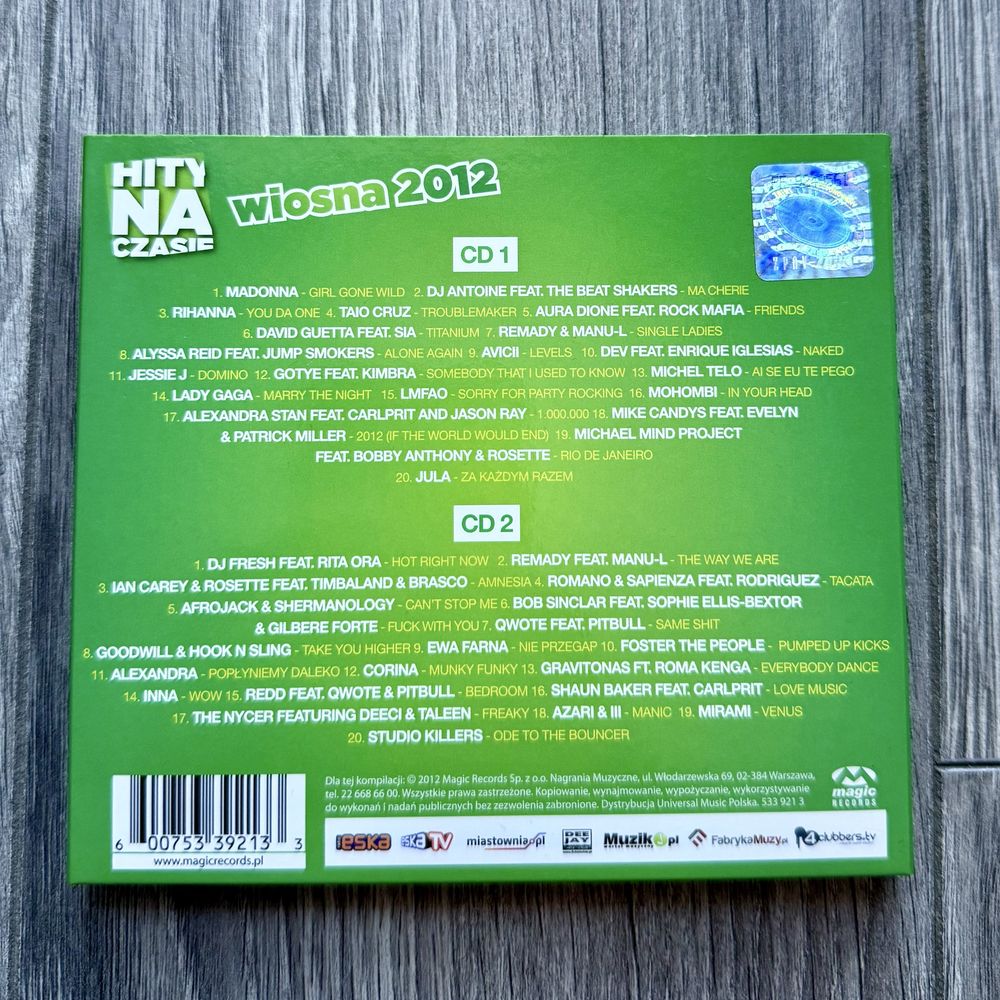 HITY
NA
CZASIE
wiosna 2012
CD 1
1. MADONNA - GIRL GONE WILD 2. DJ ANTOINE FEAT. THE BEAT SHAKERS - MA CHERIE
3. RIHANNA - YOU DA ONE 4. TAIO CRUZ - TROUBLEMAKER 5. AURA DIONE FEAT. ROCK MAFIA - FRIENDS
6. DAVID GUETTA FEAT. SIA - TITANIUM 7. REMADY & MANU-L - SINGLE LADIES
8. ALYSSA REID FEAT. JUMP SMOKERS - ALONE AGAIN 9. AVICII - LEVELS 10. DEV FEAT. ENRIQUE IGLESIAS - NAKED
11. JESSIE J - DOMINO 12. GOTYE FEAT. KIMBRA - SOMEBODY THAT I USED TO KNOW 13. MICHEL TELO - AI SE EU TE PEGO
14. LADY GAGA - MARRY THE NIGHT 15. LMFAO - SORRY FOR PARTY ROCKING 16. MOHOMBI - IN YOUR HEAD
17. ALEXANDRA STAN FEAT. CARLPRIT AND JASON RAY - 1.000.000 18. MIKE CANDYS FEAT. EVELYN
& PATRICK MILLER - 2012 (IF THE WORLD WOULD END) 19. MICHAEL MIND PROJECT
FEAT. BOBBY ANTHONY & ROSETTE - RIO DE JANEIRO
20. JULA - ZA KAŻDYM RAZEM
CD 2
1. DJ FRESH FEAT. RITA ORA - HOT RIGHT NOW 2. REMADY FEAT. MANU-L - THE WAY WE ARE
3. IAN CAREY & ROSETTE FEAT. TIMBALAND & BRASCO - AMNESIA 4. ROMANO & SAPIENZA FEAT. RODRIGUEZ - TACATA
5. AFROJACK & SHERMANOLOGY - CAN'T STOP ME 6. BOB SINCLAR FEAT. SOPHIE ELLIS-BEXTOR
& GILBERE FORTE - FUCK WITH YOU 7. QWOTE FEAT. PITBULL - SAME SHIT
8. GOODWILL & HOOK N SLING - TAKE YOU HIGHER 9. EWA FARNA - NIE PRZEGAP 10. FOSTER THE PEOPLE - PUMPED UP KICKS
11. ALEXANDRA - POPŁYNIEMY DALEKO 12. CORINA - MUNKY FUNKY 13. GRAVITONAS FT. ROMA KENGA - EVERYBODY DANCE
14. INNA - WOW 15. REDD FEAT. QWOTE & PITBULL - BEDROOM 16. SHAUN BAKER FEAT. CARLPRIT - LOVE MUSIC
17. THE NYCER FEATURING DEECI & TALEEN - FREAKY 18. AZARI & III - MANIC 19. MIRAMI - VENUS
20. STUDIO KILLERS - ODE TO THE BOUNCER
6 00753 39213 3
www.magicrecords.pl
Dla tej kompilacji: © 2012 Magic Records Sp. z o.o. Nagrania Muzyczne, ul. Włodarzewska 69, 02-384 Warszawa,
tel. 22 668 66 00. Wszystkie prawa zastrzeżone. Kopiowanie, wynajmowanie, wypożyczanie, wykorzystywanie
do wykonań i nadań publicznych bez zezwolenia zabronione. Dystrybucja Universal Music Polska. 533 921 3
magic
RECORDS
ESKA ESKA TV miastowniapl DEE JAY Muzik.pl FabrykaMuzy.pl 4clubbers.tv